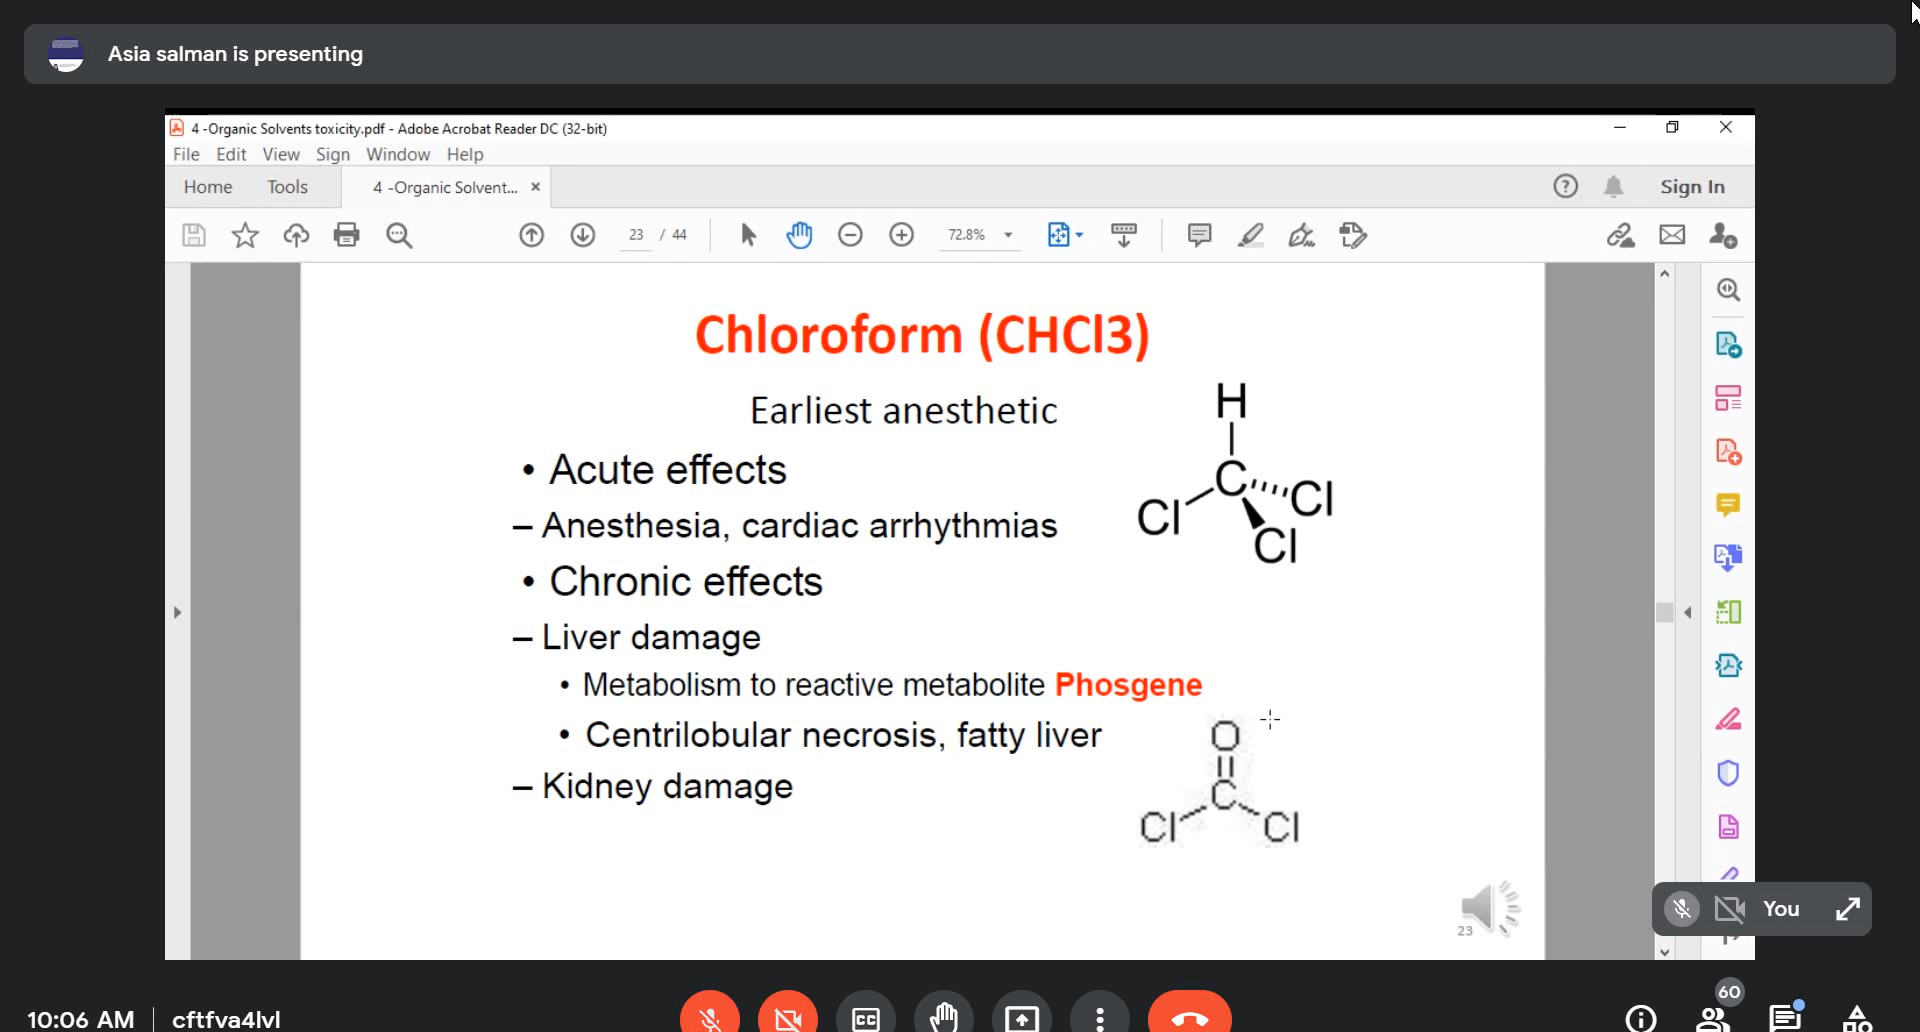 Asia salman is presenting
4 -Organic Solvents toxicity.pdf - Adobe Acrobat Reader DC (32-bit)
File Edit View Sign Window Help
Home Tools 4 -Organic Solvent... × Sign In
23 / 44 72.8%
Chloroform (CHCl3)
Earliest anesthetic
• Acute effects
– Anesthesia, cardiac arrhythmias
• Chronic effects
– Liver damage
• Metabolism to reactive metabolite Phosgene
• Centrilobular necrosis, fatty liver
– Kidney damage
H
C
Cl
Cl
Cl
O
C
Cl Cl
23
You
60
10:06 AM cftfva4lvl
CC